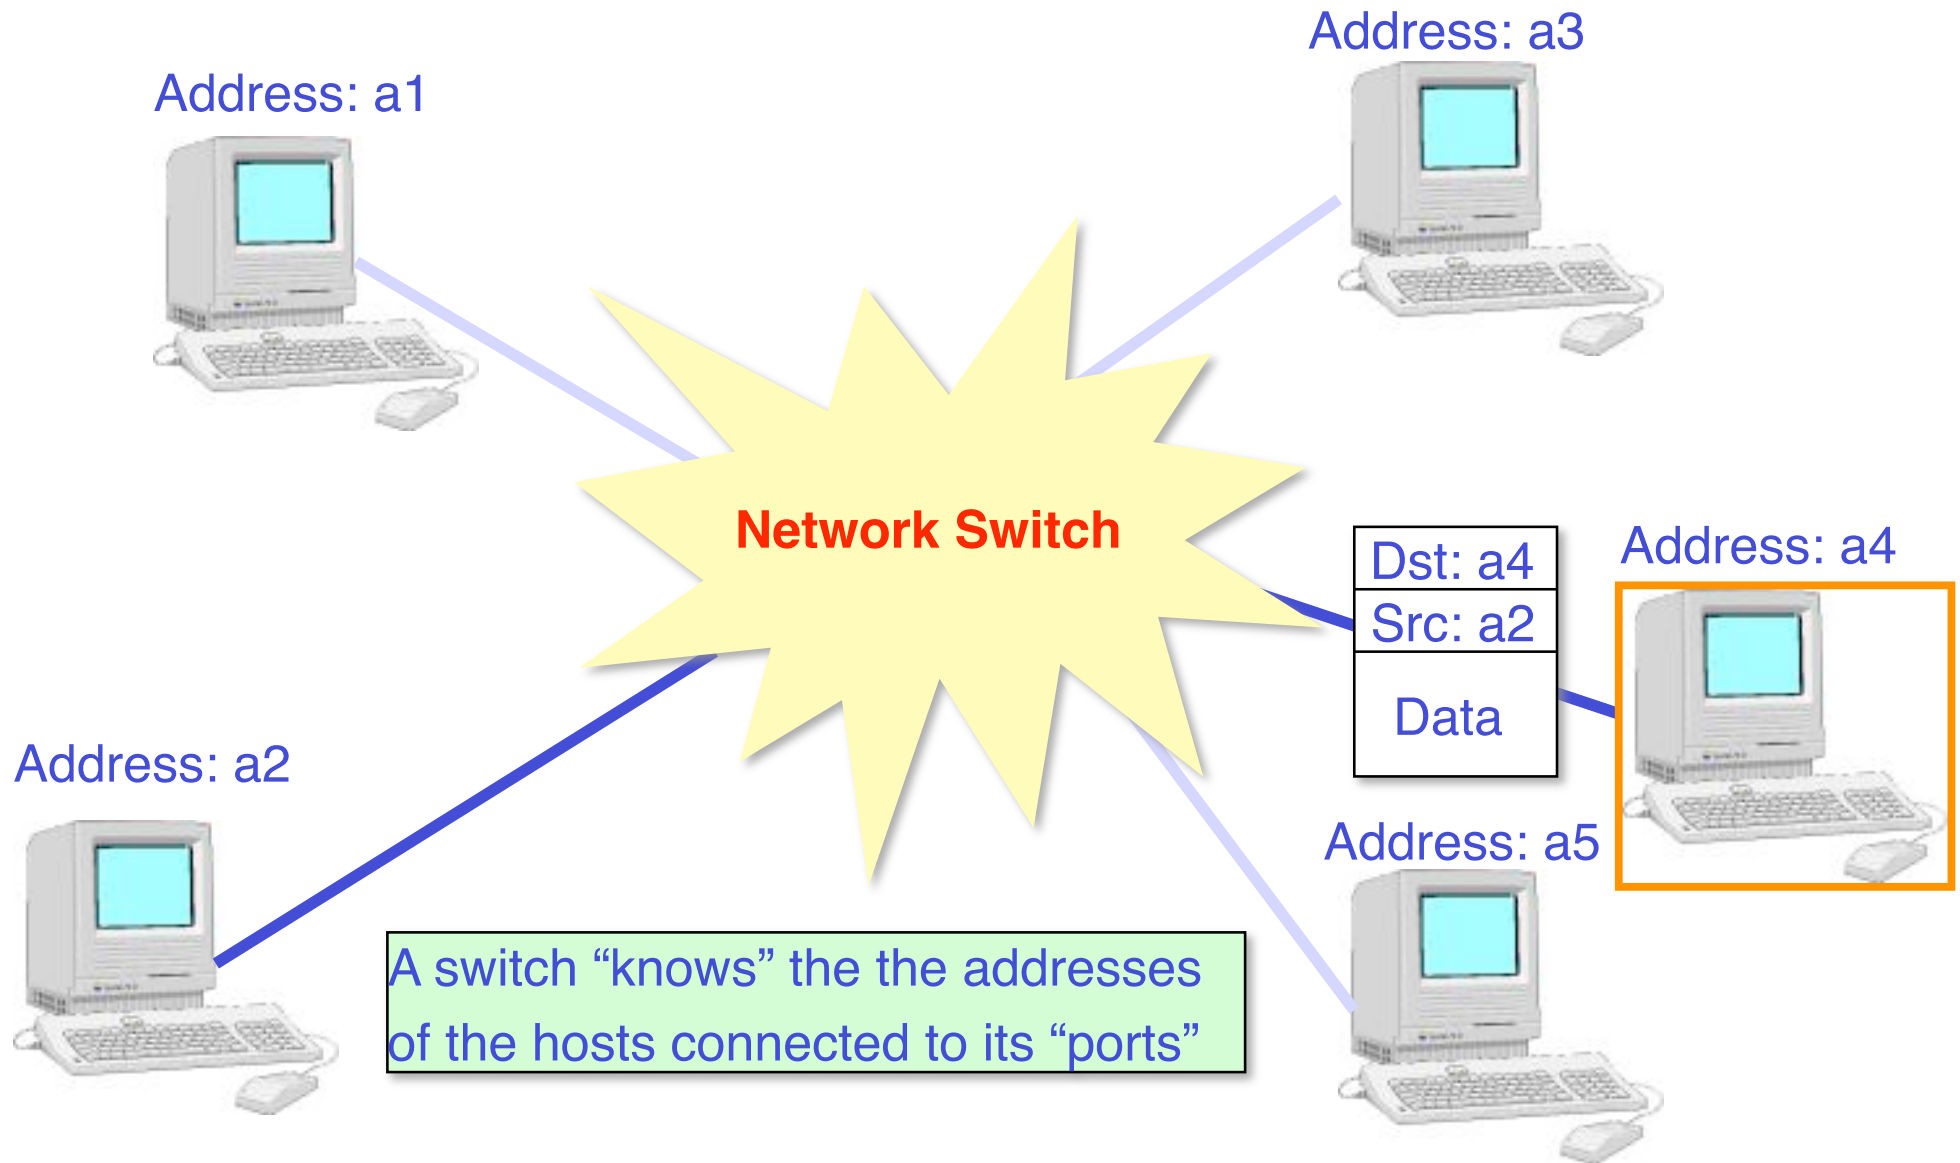 Address: a3
Address: a1
Network Switch
Dst: a4
Src: a2
Data
Address: a4
Address: a2
Address: a5
A switch “knows” the the addresses
of the hosts connected to its “ports”